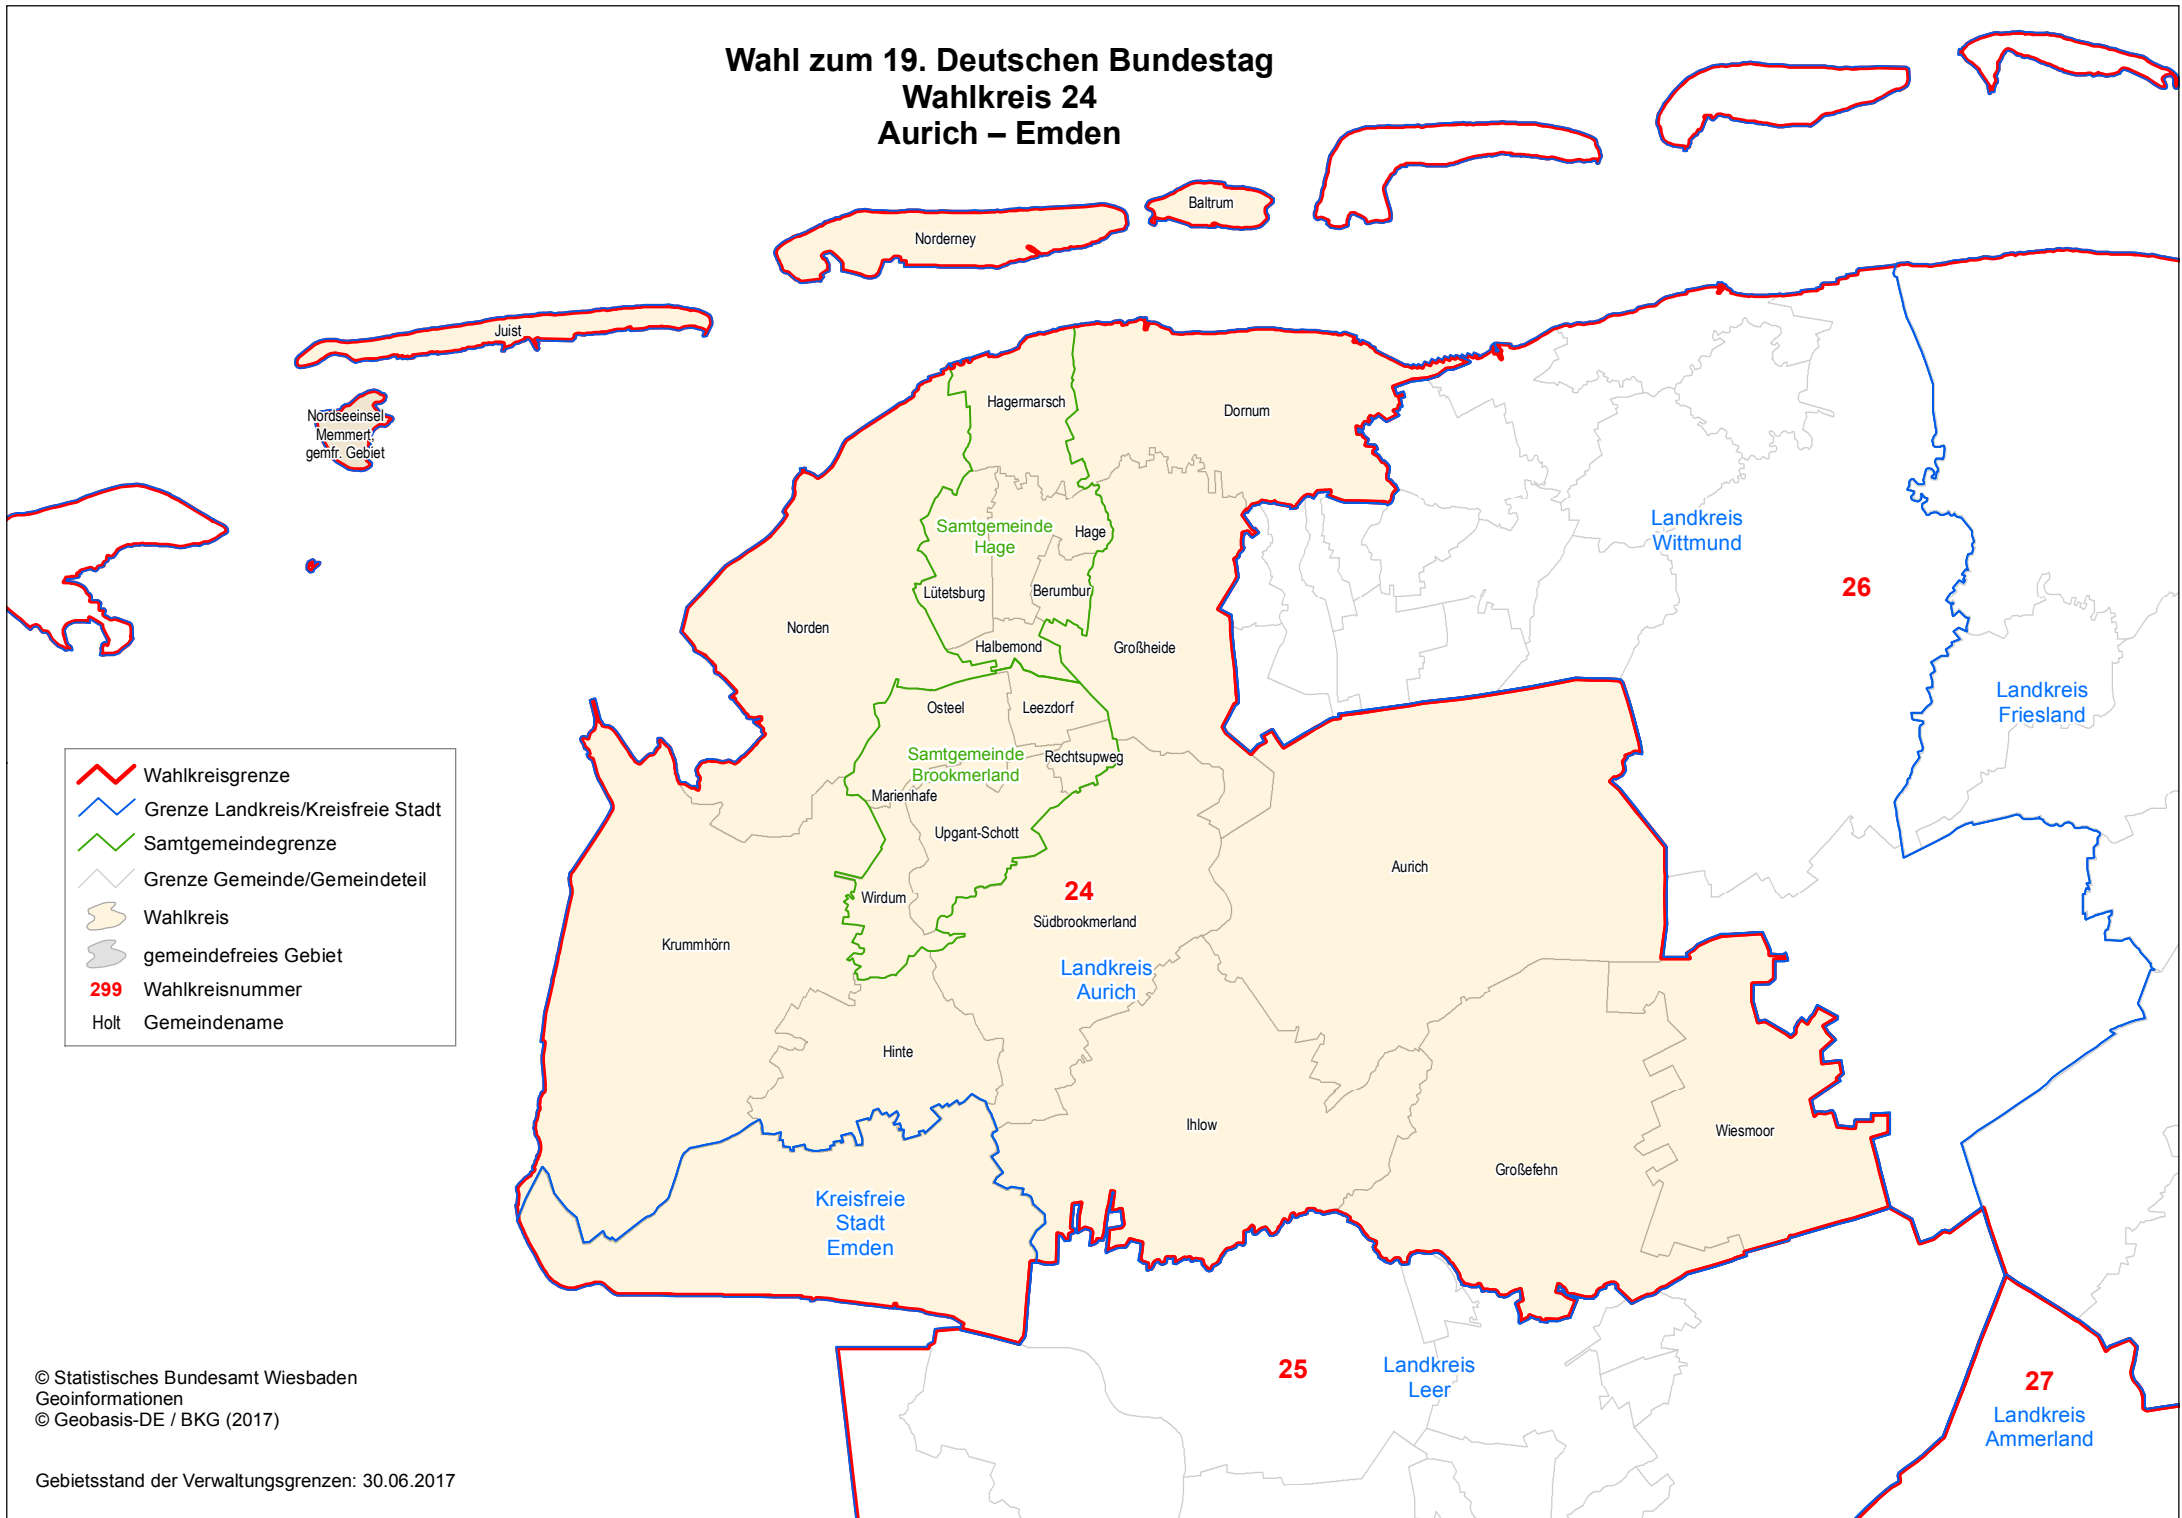 Wahl zum 19. Deutschen Bundestag
Wahlkreis 24
Aurich – Emden
Baltrum
Norderney
Juist
Nordseeinsel
Memmert,
gemfr. Gebiet
Hagermarsch
Dornum
Samtgemeinde
Hage
Hage
Landkreis
Wittmund
26
Lütetsburg
Berumbur
Norden
Halbemond
Großheide
Landkreis
Friesland
Osteel
Leezdorf
Samtgemeinde
Brookmerland
Rechtsupweg
Marienhafe
Upgant-Schott
Aurich
24
Wirdum
Südbrookmerland
Krummhörn
Landkreis
Aurich
Hinte
Ihlow
Wiesmoor
Großefehn
Kreisfreie
Stadt
Emden
25
Landkreis
Leer
27
Landkreis
Ammerland
Wahlkreisgrenze
Grenze Landkreis/Kreisfreie Stadt
Samtgemeindegrenze
Grenze Gemeinde/Gemeindeteil
Wahlkreis
gemeindefreies Gebiet
299 Wahlkreisnummer
Holt Gemeindename
© Statistisches Bundesamt Wiesbaden
Geoinformationen
© Geobasis-DE / BKG (2017)
Gebietsstand der Verwaltungsgrenzen: 30.06.2017